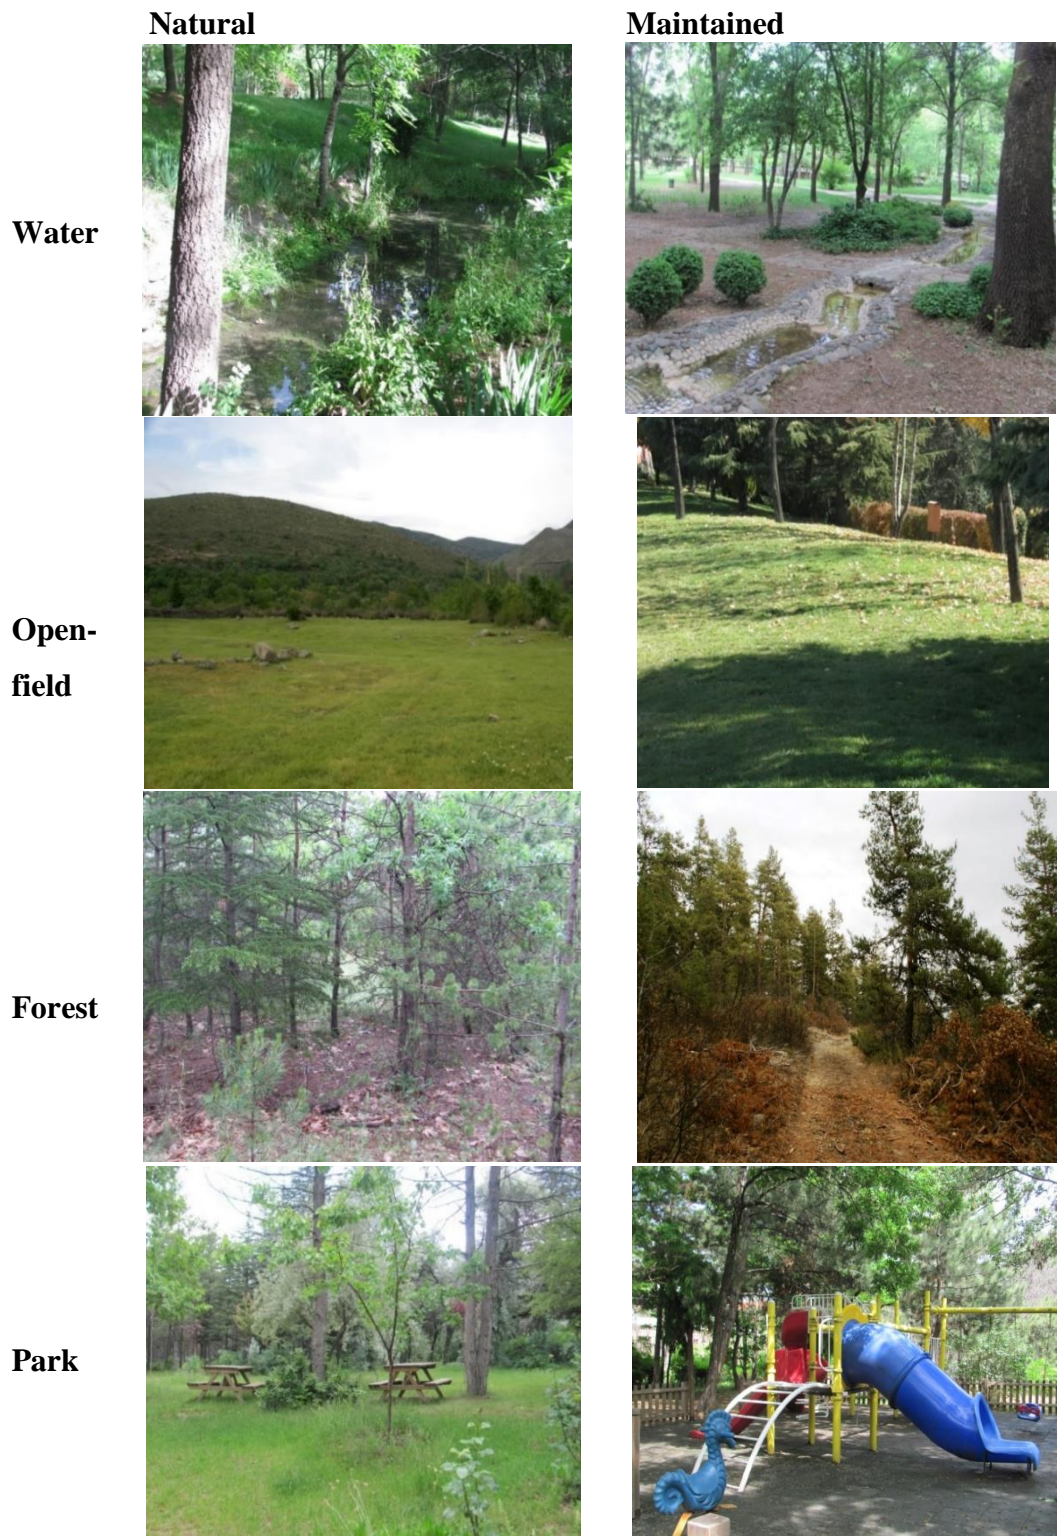 Natural
Maintained
Water
Open-
field
Forest
Park